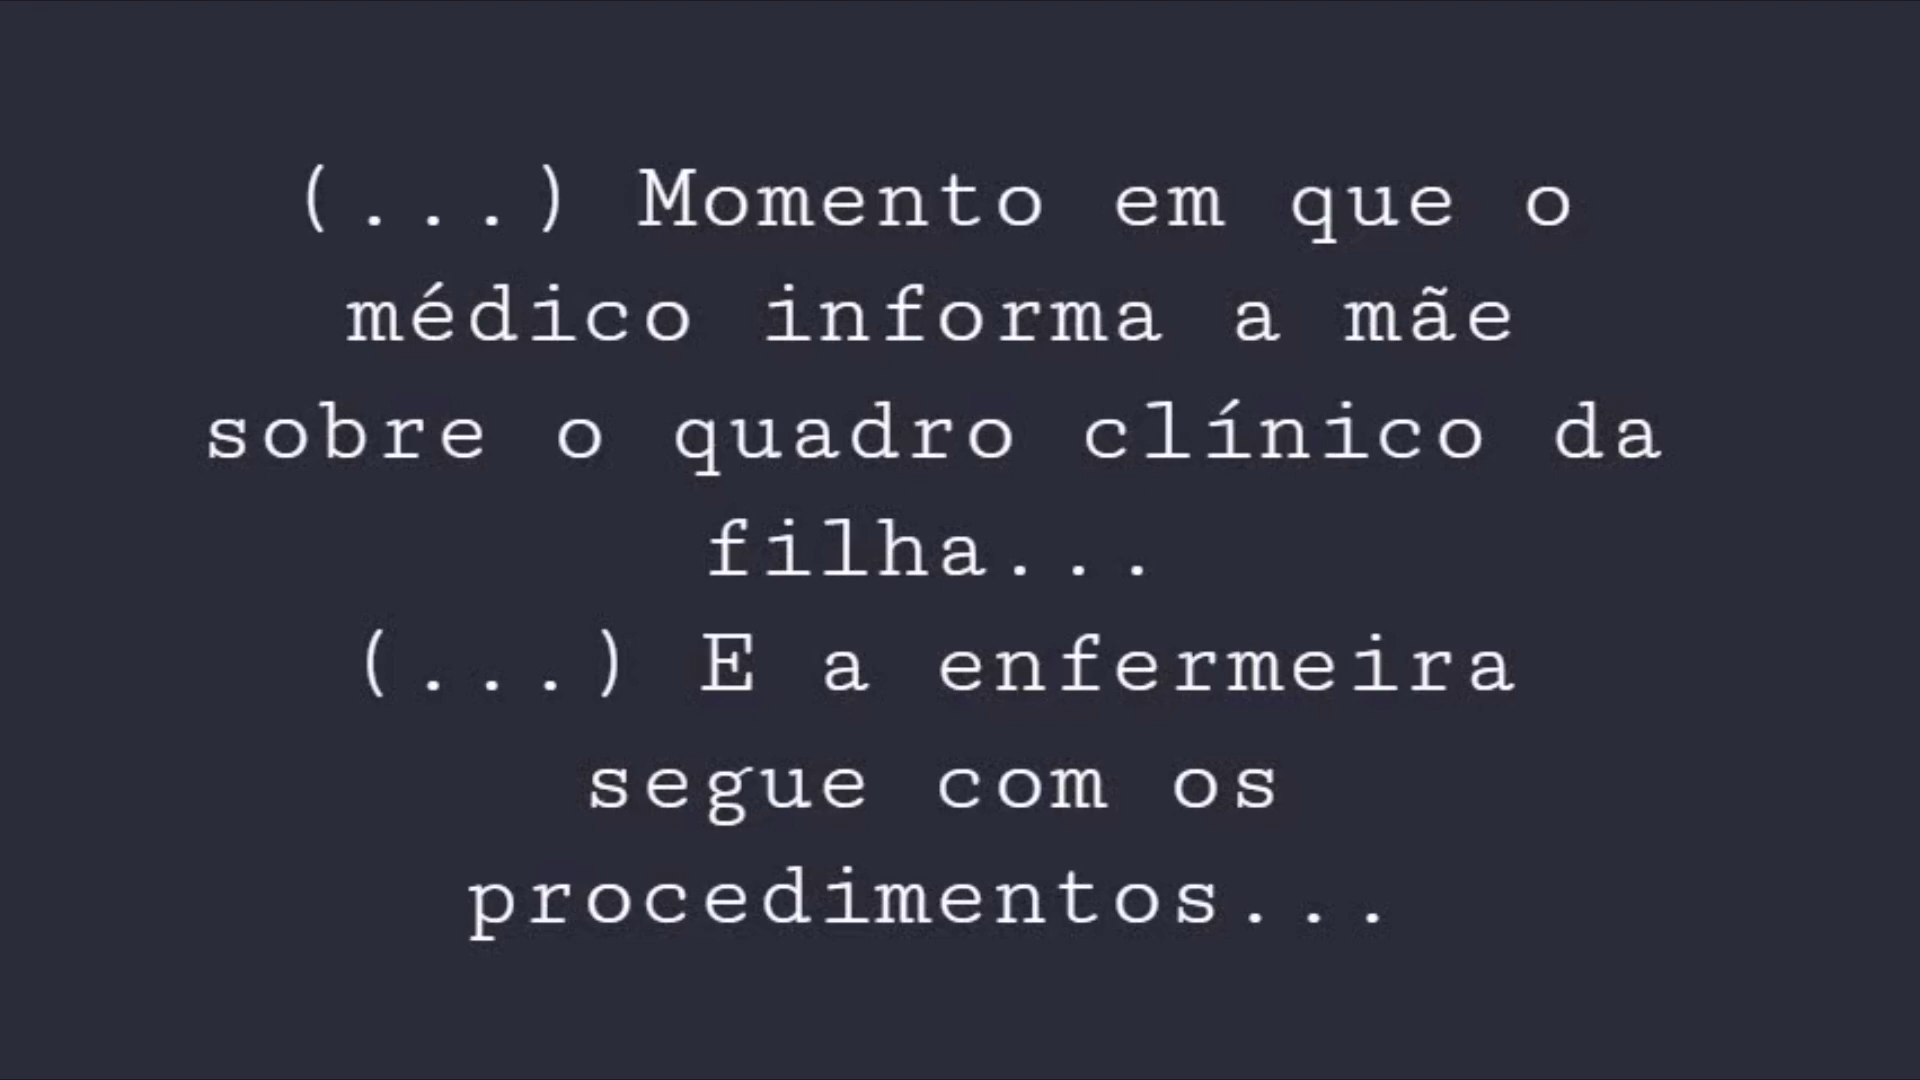 (...) Momento em que o
médico informa a mãe
sobre o quadro clínico da
filha...
(...) E a enfermeira
segue com os
procedimentos...